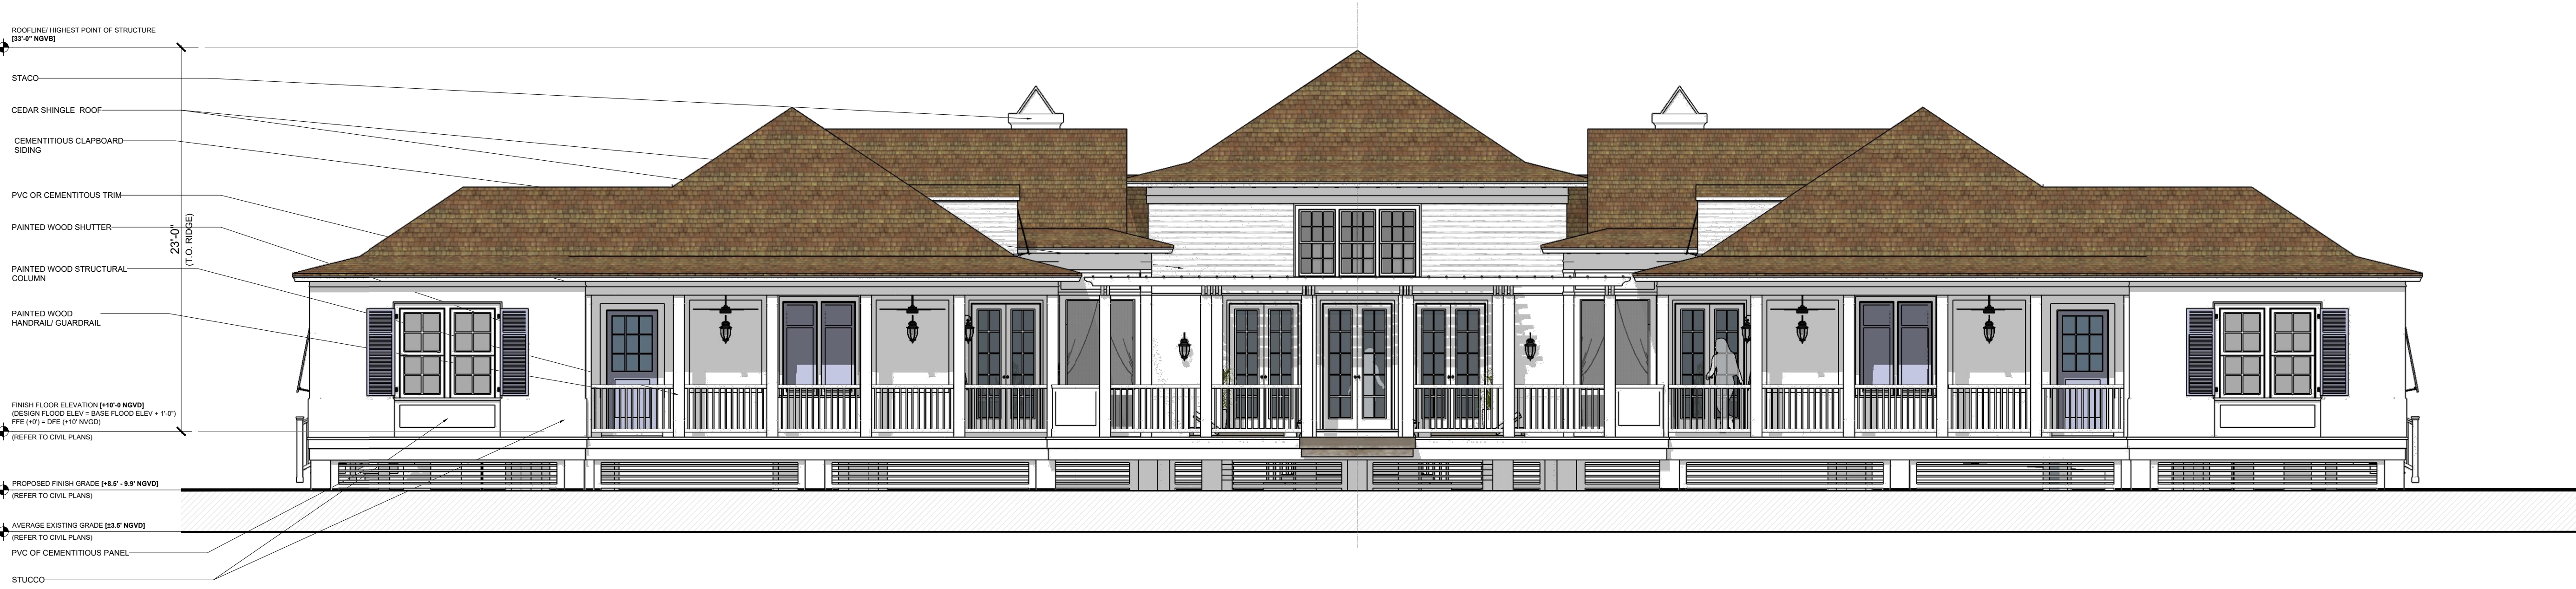 ROOFLINE/ HIGHEST POINT OF STRUCTURE
[33'-0" NGVB]
STACO
CEDAR SHINGLE ROOF
CEMENTITIOUS CLAPBOARD
SIDING
PVC OR CEMENTITOUS TRIM
PAINTED WOOD SHUTTER
23'-0"
(T.O. RIDGE)
PAINTED WOOD STRUCTURAL
COLUMN
PAINTED WOOD
HANDRAIL/ GUARDRAIL
FINISH FLOOR ELEVATION [+10'-0 NGVD]
(DESIGN FLOOD ELEV = BASE FLOOD ELEV + 1'-0")
FFE (+0') = DFE (+10' NVGD)
(REFER TO CIVIL PLANS)
PROPOSED FINISH GRADE [+8.5' - 9.9' NGVD]
(REFER TO CIVIL PLANS)
AVERAGE EXISTING GRADE [±3.5' NGVD]
(REFER TO CIVIL PLANS)
PVC OF CEMENTITIOUS PANEL
STUCCO